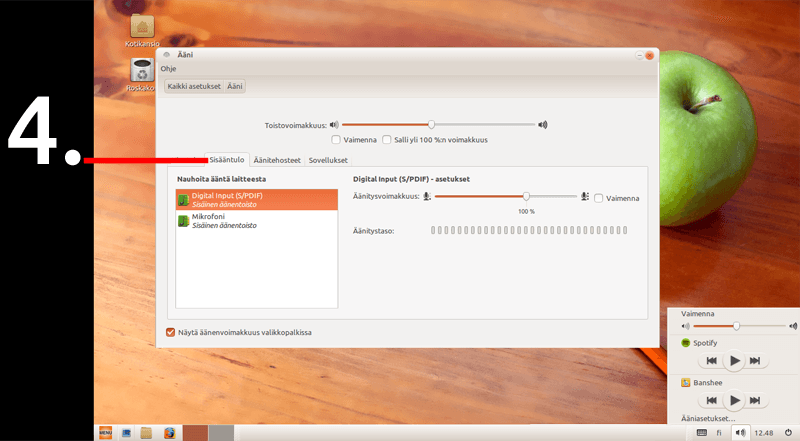 4.
Kotikansio
Roskako
Ääni
Ohje
Kaikki asetukset
Ääni
Toistovoimakkuus:
Vaimenna
Salli yli 100 %:n voimakkuus
Sisääntulo
Äänitehosteet
Sovellukset
Nauhoita ääntä laitteesta
Digital Input (S/PDIF)
Sisäinen äänentoisto
Mikrofoni
Sisäinen äänentoisto
Digital Input (S/PDIF) - asetukset
Äänitysvoimakkuus:
Vaimenna
100 %
Äänitystaso:
Näytä äänenvoimakkuus valikkopalkissa
Vaimenna
Spotify
Banshee
Ääniasetukset...
MENU
fi
12.48